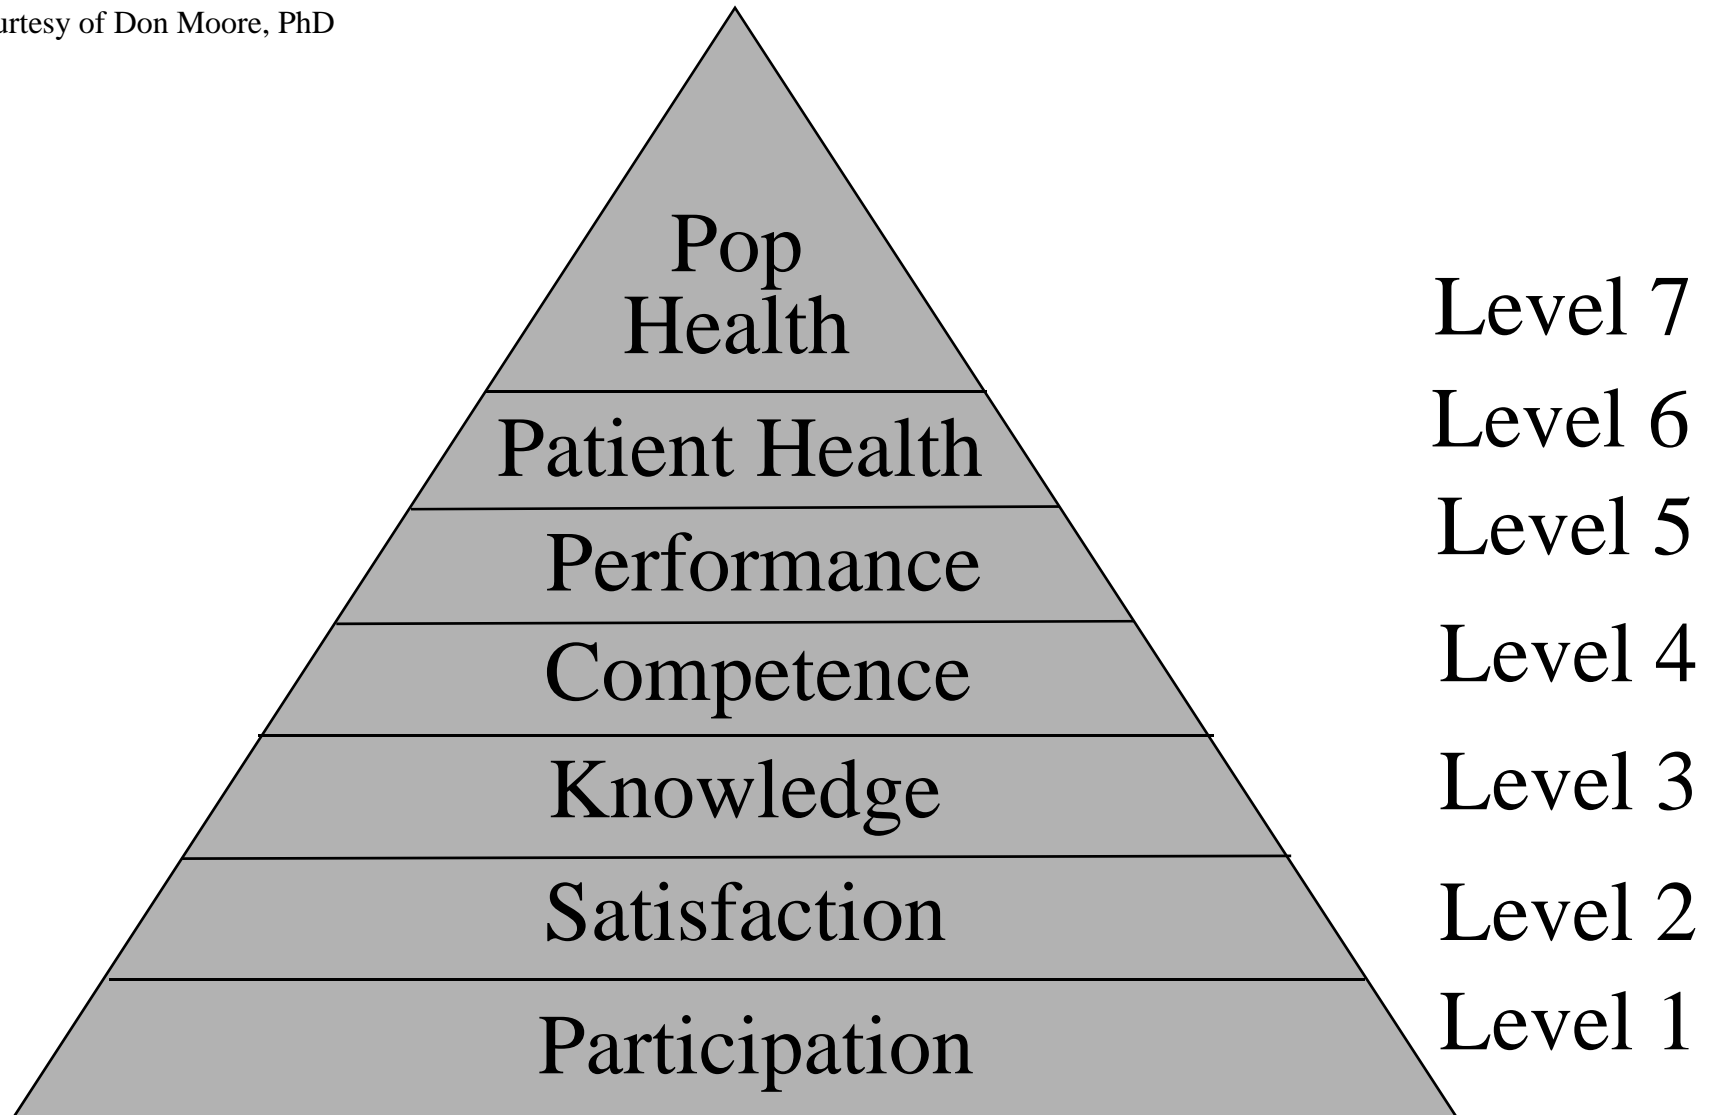 urtesy of Don Moore, PhD
Pop
Health
Level 7
Patient Health
Level 6
Performance
Level 5
Competence
Level 4
Knowledge
Level 3
Satisfaction
Level 2
Participation
Level 1